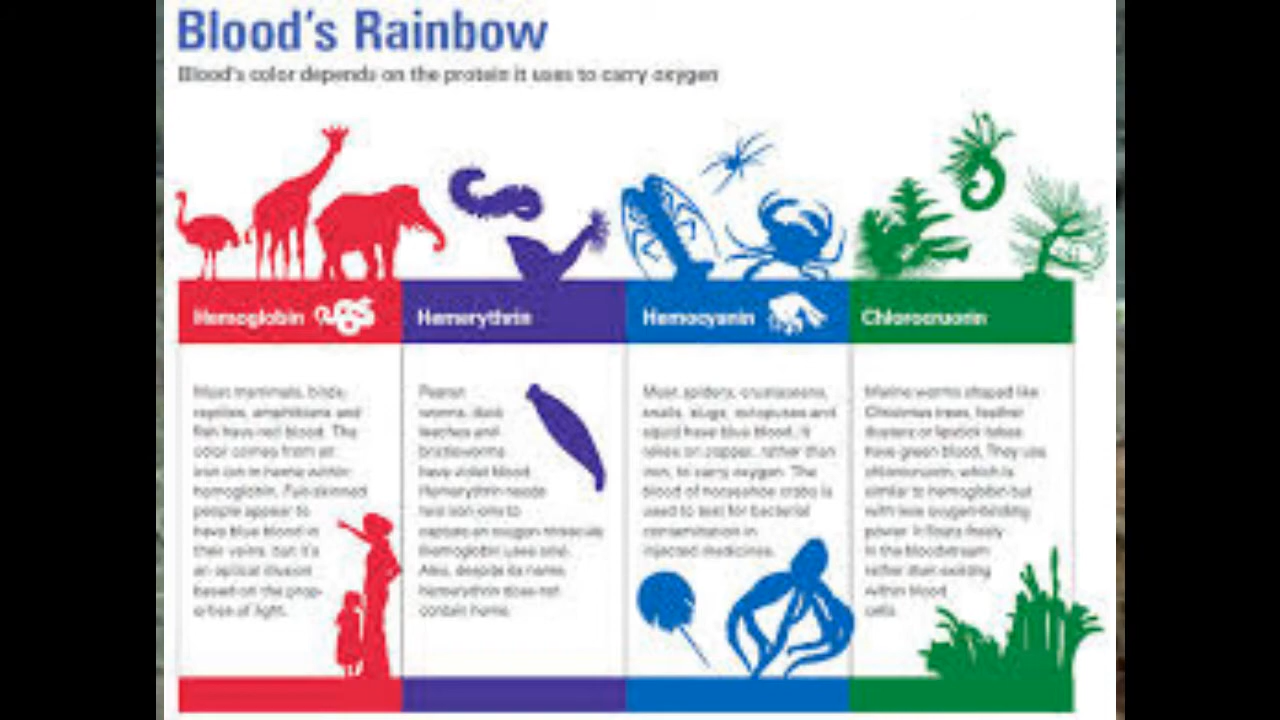 Blood's Rainbow
Blood's color depends on the protein it uses to carry oxygen
Hemoglobin
Hemerythrin
Hemocyanin
Chlorocruorin
Most mammals, birds,
reptiles, amphibians and
fish have red blood. The
color comes from an
iron ion in heme within
hemoglobin. Fair-skinned
people appear to
have blue blood in
their veins, but it's
an optical illusion
based on the prop-
erties of light.
Peanut
worms, duck
leeches and
bristleworms
have violet blood.
Hemerythrin needs
two iron ions to
capture an oxygen molecule
(hemoglobin uses one).
Also, despite its name,
hemerythrin does not
contain heme.
Most spiders, crustaceans,
snails, slugs, octopuses and
squid have blue blood. It
relies on copper, rather than
iron, to carry oxygen. The
blood of horseshoe crabs is
used to test for bacterial
contamination in
injected medicines.
Marine worms shaped like
Christmas trees, feather
dusters or lipstick tubes
have green blood. They use
chlorocruorin, which is
similar to hemoglobin but
with less oxygen-binding
power. It floats freely
in the bloodstream
rather than existing
within blood
cells.